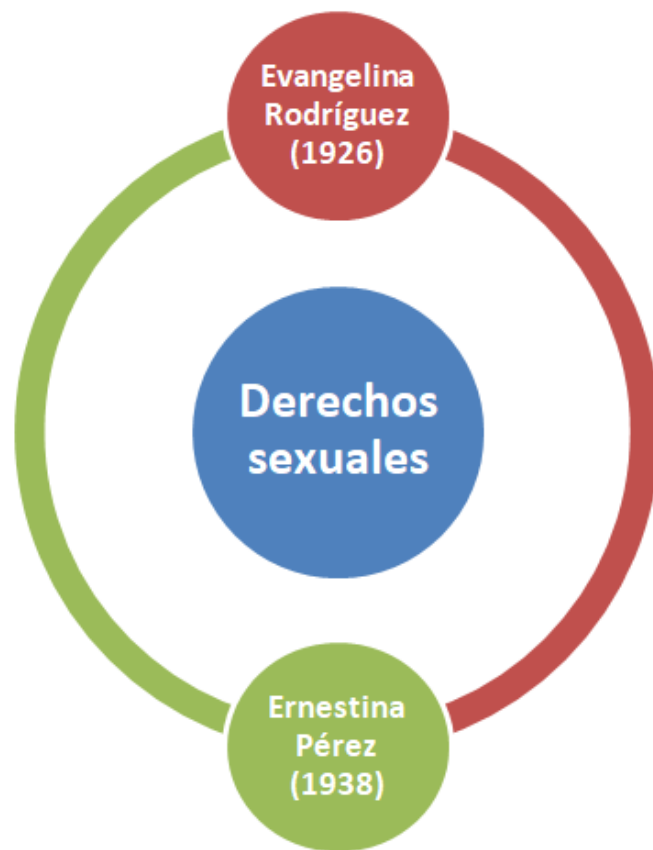 Evangelina
Rodríguez
(1926)
Derechos
sexuales
Ernestina
Pérez
(1938)